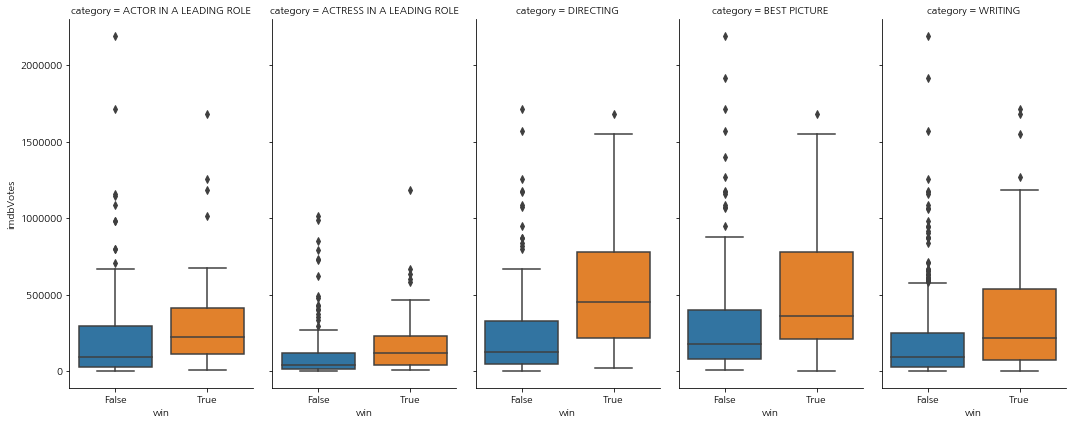 category = ACTOR IN A LEADING ROLE
category = ACTRESS IN A LEADING ROLE
category = DIRECTING
category = BEST PICTURE
category = WRITING
imdbVotes
2000000
1500000
1000000
500000
0
False
True
False
True
False
True
False
True
False
True
win
win
win
win
win